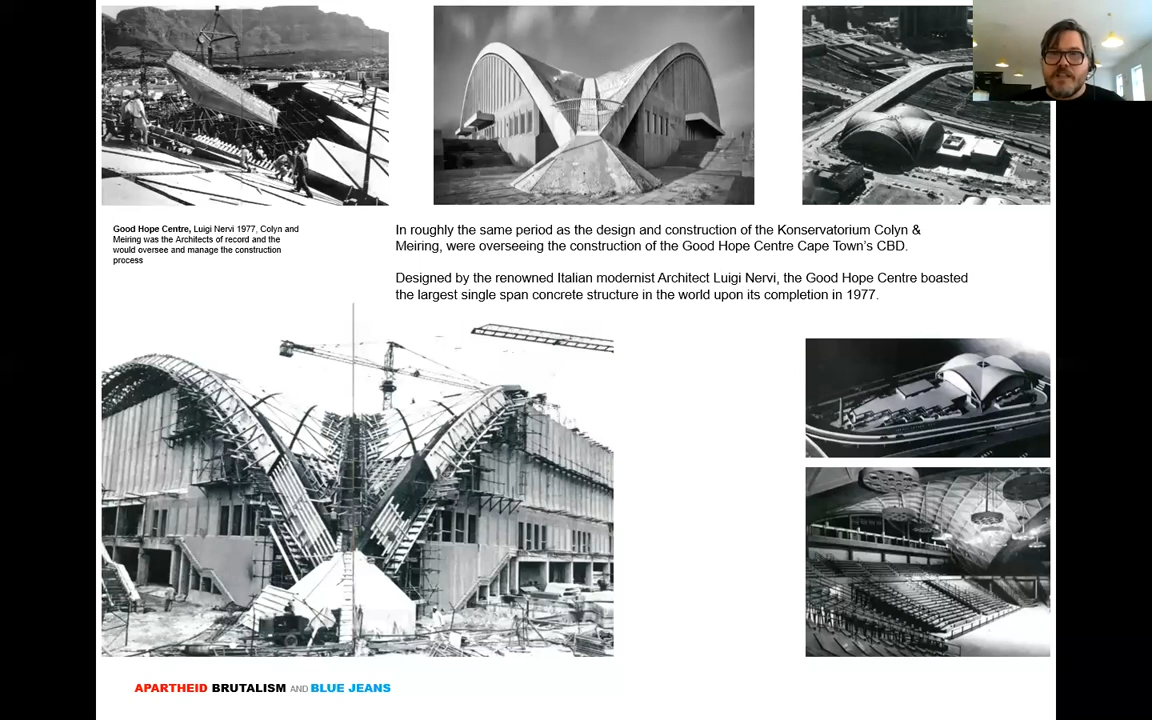 Good Hope Centre, Luigi Nervi 1977, Colyn and
Meiring was the Architects of record and the
would oversee and manage the construction
process
In roughly the same period as the design and construction of the Konservatorium Colyn &
Meiring, were overseeing the construction of the Good Hope Centre Cape Town's CBD.
Designed by the renowned Italian modernist Architect Luigi Nervi, the Good Hope Centre boasted
the largest single span concrete structure in the world upon its completion in 1977.
APARTHEID BRUTALISM AND BLUE JEANS